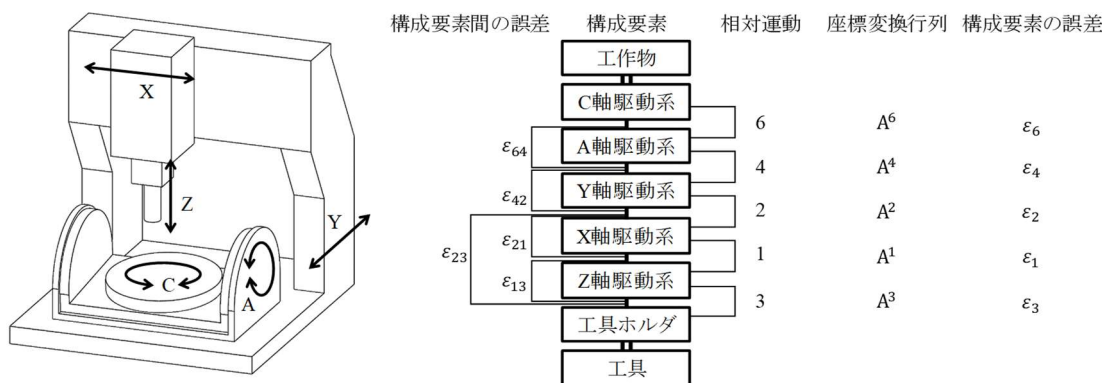 構成要素間の誤差 構成要素 相対運動 座標変換行列 構成要素の誤差
工作物
C軸駆動系
6 A⁶ ε₆
ε₆₄
A軸駆動系
4 A⁴ ε₄
ε₄₂
Y軸駆動系
2 A² ε₂
ε₂₃
ε₂₁
X軸駆動系
1 A¹ ε₁
ε₁₃
Z軸駆動系
3 A³ ε₃
工具ホルダ
工具
X
Z
Y
C
A